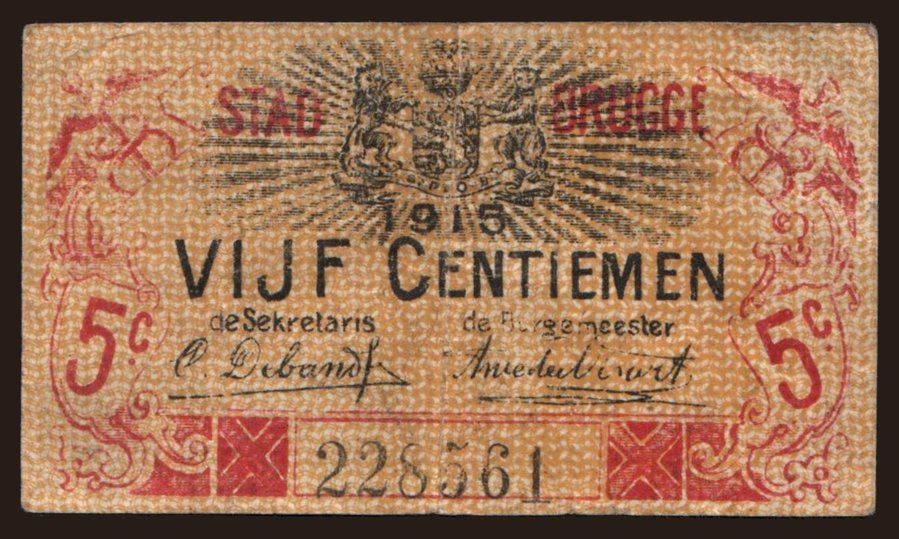 STAD BRUGGE
1915
VIJF CENTIEMEN
de Sekretaris de Burgemeester
5c. 5c.
228561